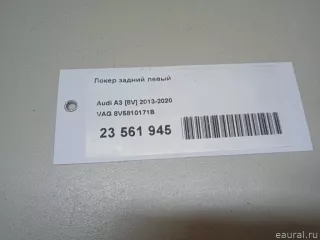 Локер задний левый
Audi A3 [8V] 2013-2020
VAG 8V5810171B
23 561 945
eaural.ru